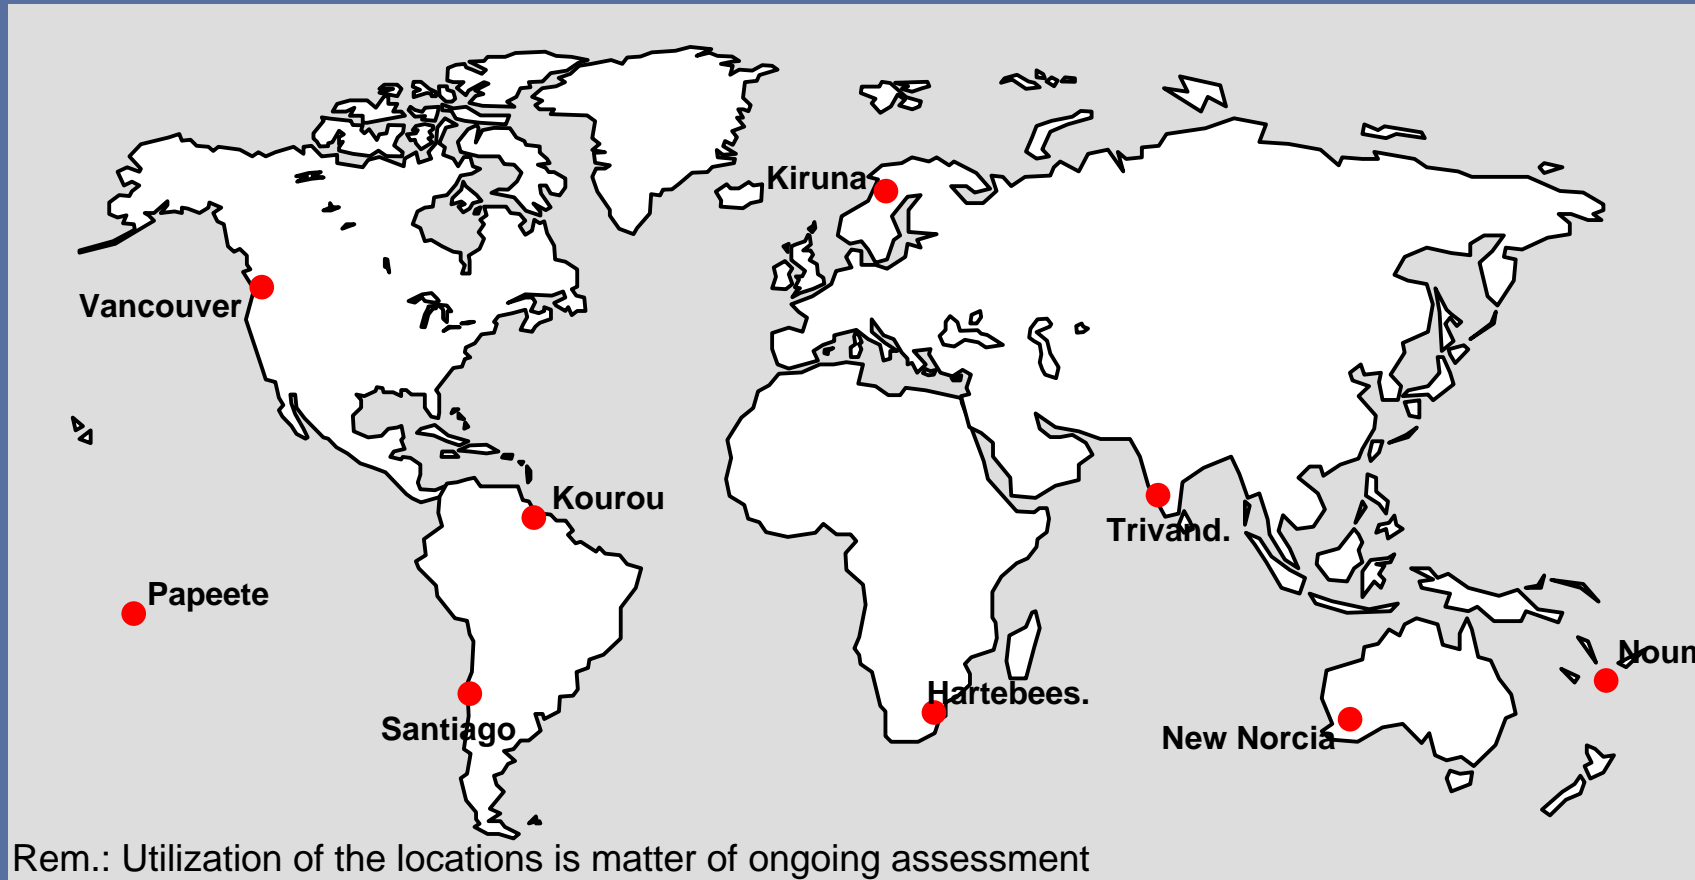 Kiruna
Vancouver
Kourou
Trivand.
Papeete
Noum
Hartebees.
Santiago
New Norcia
Rem.: Utilization of the locations is matter of ongoing assessment